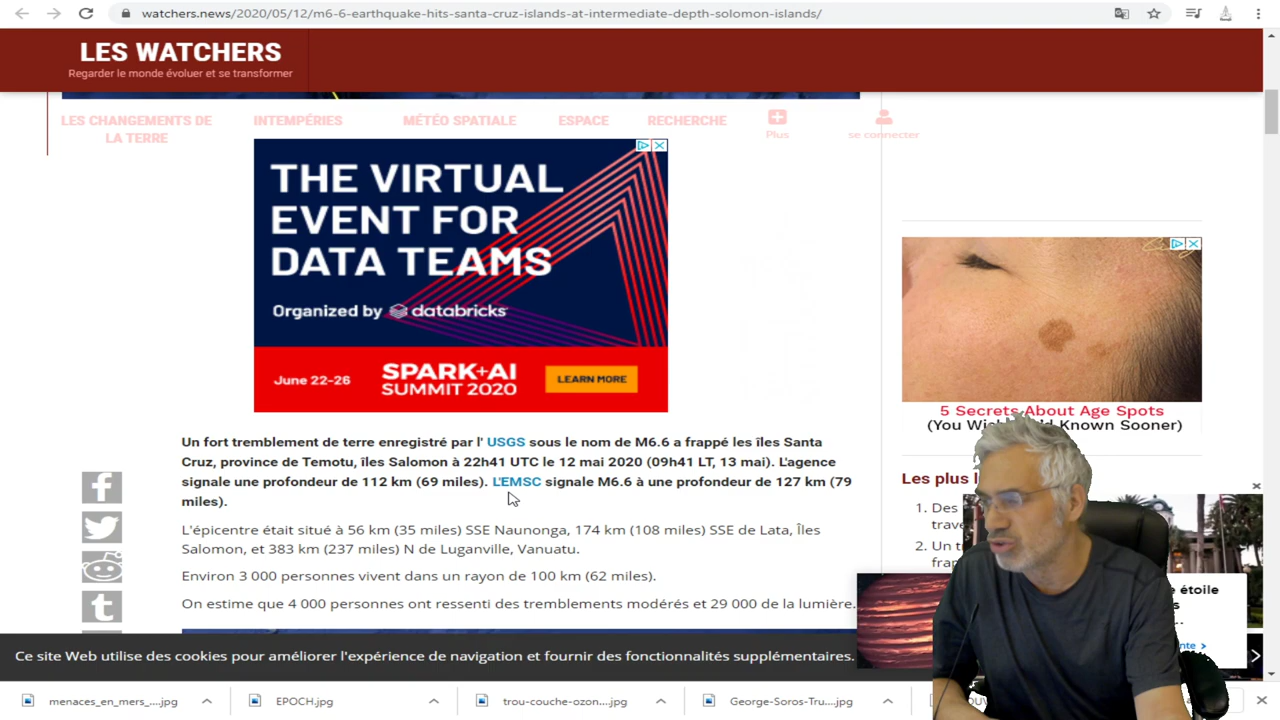 watchers.news/2020/05/12/m6-6-earthquake-hits-santa-cruz-islands-at-intermediate-depth-solomon-islands/
LES WATCHERS
Regarder le monde évoluer et se transformer
LES CHANGEMENTS DE
LA TERRE
INTEMPÉRIES
MÉTÉO SPATIALE
ESPACE
RECHERCHE
Plus
se connecter
THE VIRTUAL
EVENT FOR
DATA TEAMS
Organized by databricks
June 22-26
SPARK+AI
SUMMIT 2020
LEARN MORE
5 Secrets About Age Spots
(You Known Sooner)
Un fort tremblement de terre enregistré par l' USGS sous le nom de M6.6 a frappé les îles Santa
Cruz, province de Temotu, îles Salomon à 22h41 UTC le 12 mai 2020 (09h41 LT, 13 mai). L'agence
signale une profondeur de 112 km (69 miles). L'EMSC signale M6.6 à une profondeur de 127 km (79
miles).
L'épicentre était situé à 56 km (35 miles) SSE Naunonga, 174 km (108 miles) SSE de Lata, Îles
Salomon, et 383 km (237 miles) N de Luganville, Vanuatu.
Environ 3 000 personnes vivent dans un rayon de 100 km (62 miles).
On estime que 4 000 personnes ont ressenti des tremblements modérés et 29 000 de la lumière.
Les plus
1. Des
2. Un
étoile
Ce site Web utilise des cookies pour améliorer l'expérience de navigation et fournir des fonctionnalités supplémentaires.
menaces_en_mers_....jpg
EPOCH.jpg
trou-couche-ozon....jpg
George-Soros-Tru....jpg